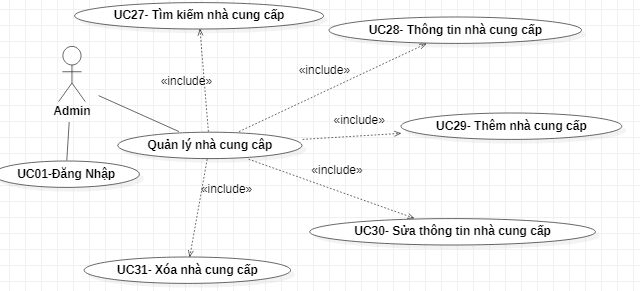 UC27- Tìm kiếm nhà cung cấp
UC28- Thông tin nhà cung cấp
«include»
«include»
Admin
«include»
UC29- Thêm nhà cung cấp
Quản lý nhà cung câp
UC01-Đăng Nhập
«include»
«include»
UC30- Sửa thông tin nhà cung cấp
UC31- Xóa nhà cung cấp